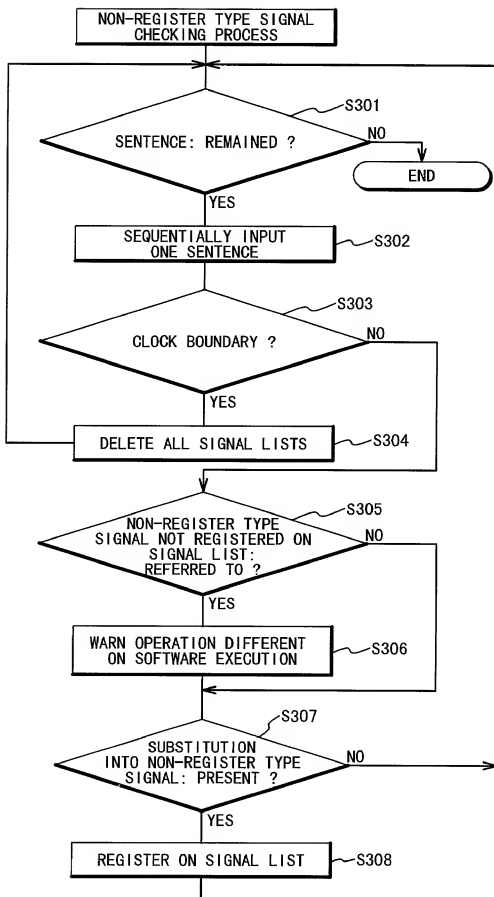 NON-REGISTER TYPE SIGNAL
CHECKING PROCESS
S301
SENTENCE: REMAINED ?
NO
END
YES
SEQUENTIALLY INPUT
ONE SENTENCE
S302
S303
CLOCK BOUNDARY ?
NO
YES
DELETE ALL SIGNAL LISTS
S304
S305
NON-REGISTER TYPE
SIGNAL NOT REGISTERED ON
SIGNAL LIST:
REFERRED TO ?
NO
YES
WARN OPERATION DIFFERENT
ON SOFTWARE EXECUTION
S306
S307
SUBSTITUTION
INTO NON-REGISTER TYPE
SIGNAL: PRESENT ?
NO
YES
REGISTER ON SIGNAL LIST
S308